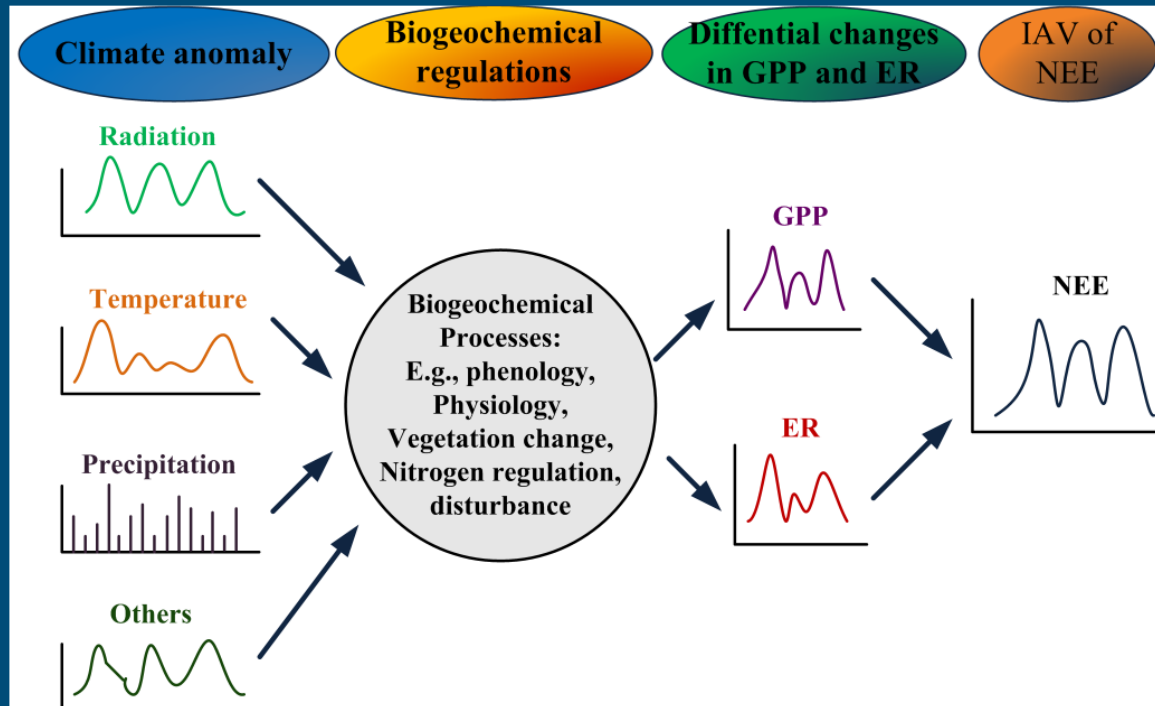 Climate anomaly
Biogeochemical
regulations
Diffential changes
in GPP and ER
IAV of
NEE
Radiation
Temperature
Precipitation
Others
Biogeochemical
Processes:
E.g., phenology,
Physiology,
Vegetation change,
Nitrogen regulation,
disturbance
GPP
ER
NEE